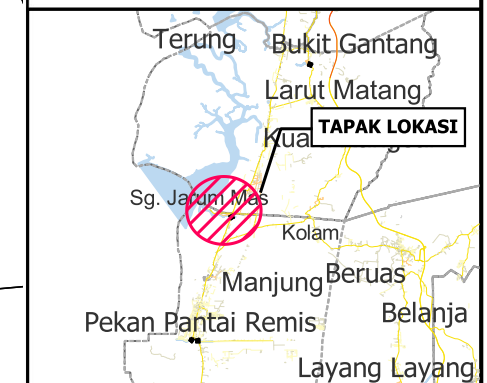 Terung
Bukit Gantang
Larut Matang
TAPAK LOKASI
Sg. Jarum Mas
Kolam
Manjung
Beruas
Belanja
Pekan Pantai Remis
Layang Layang